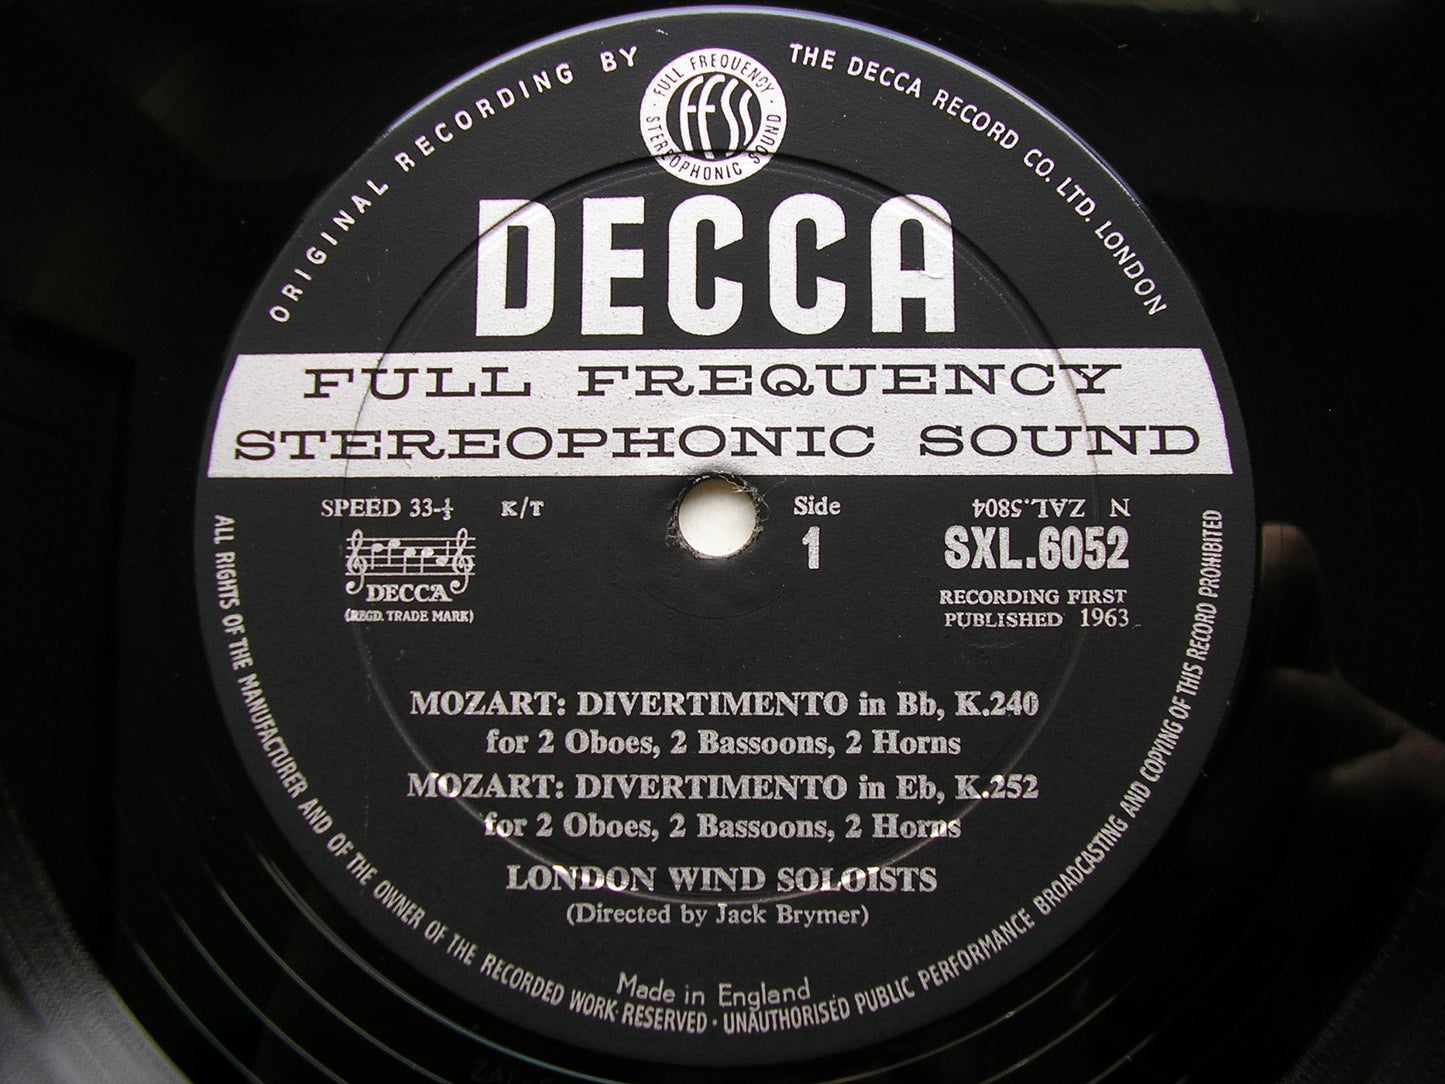 ORIGINAL RECORDING BY THE DECCA RECORD CO. LTD. LONDON
FULL FREQUENCY
FFSS
STEREOPHONIC SOUND
DECCA
FULL FREQUENCY
STEREOPHONIC SOUND
SPEED 33-⅓ K/T Side N ZAL.5804
1 SXL.6052
DECCA RECORDING FIRST
(REGD. TRADE MARK) PUBLISHED 1963
MOZART: DIVERTIMENTO in Bb, K.240
for 2 Oboes, 2 Bassoons, 2 Horns
MOZART: DIVERTIMENTO in Eb, K.252
for 2 Oboes, 2 Bassoons, 2 Horns
LONDON WIND SOLOISTS
(Directed by Jack Brymer)
Made in England
ALL RIGHTS OF THE MANUFACTURER AND OF THE OWNER OF THE RECORDED WORK RESERVED · UNAUTHORISED PUBLIC PERFORMANCE BROADCASTING AND COPYING OF THIS RECORD PROHIBITED